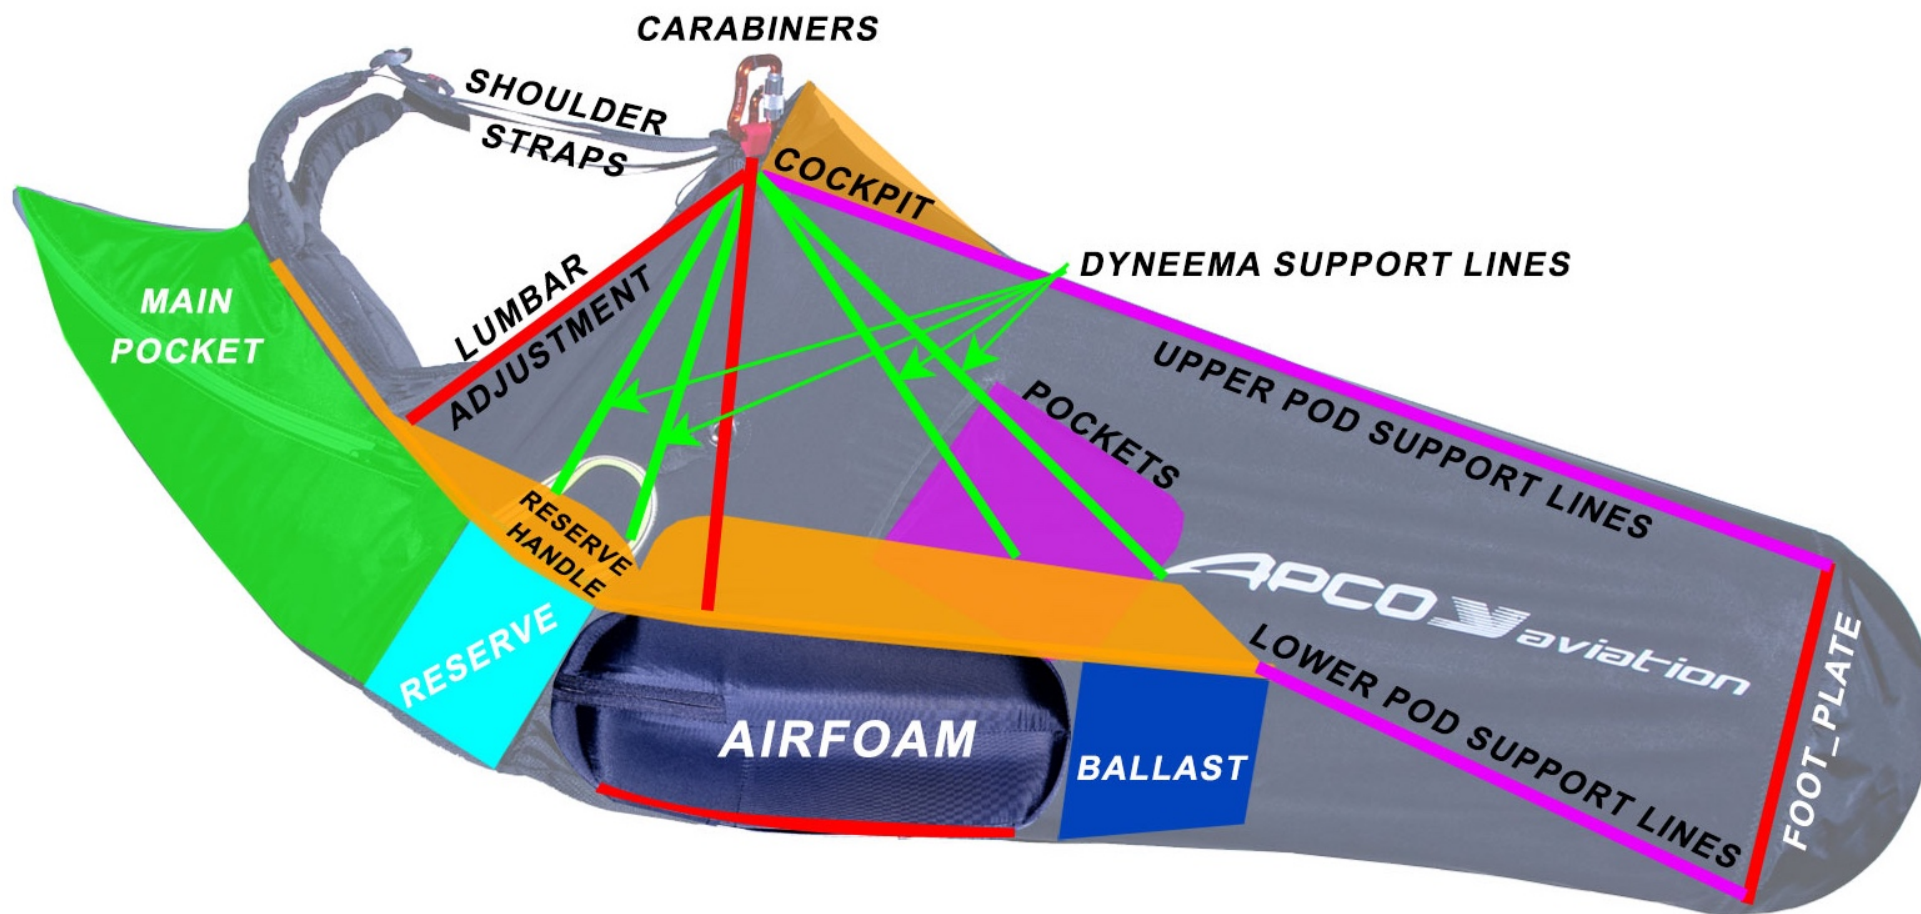 CARABINERS
SHOULDER
STRAPS
COCKPIT
DYNEEMA SUPPORT LINES
MAIN
POCKET
LUMBAR
ADJUSTMENT
UPPER POD SUPPORT LINES
POCKETS
RESERVE
HANDLE
APCO aviation
RESERVE
AIRFOAM
BALLAST
LOWER POD SUPPORT LINES
FOOT_PLATE